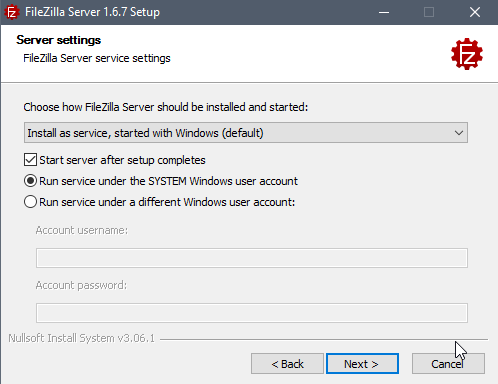 FileZilla Server 1.6.7 Setup
Server settings
FileZilla Server service settings
Fz
Choose how FileZilla Server should be installed and started:
Install as service, started with Windows (default)
Start server after setup completes
Run service under the SYSTEM Windows user account
Run service under a different Windows user account:
Account username:
Account password:
Nullsoft Install System v3.06.1
< Back Next > Cancel